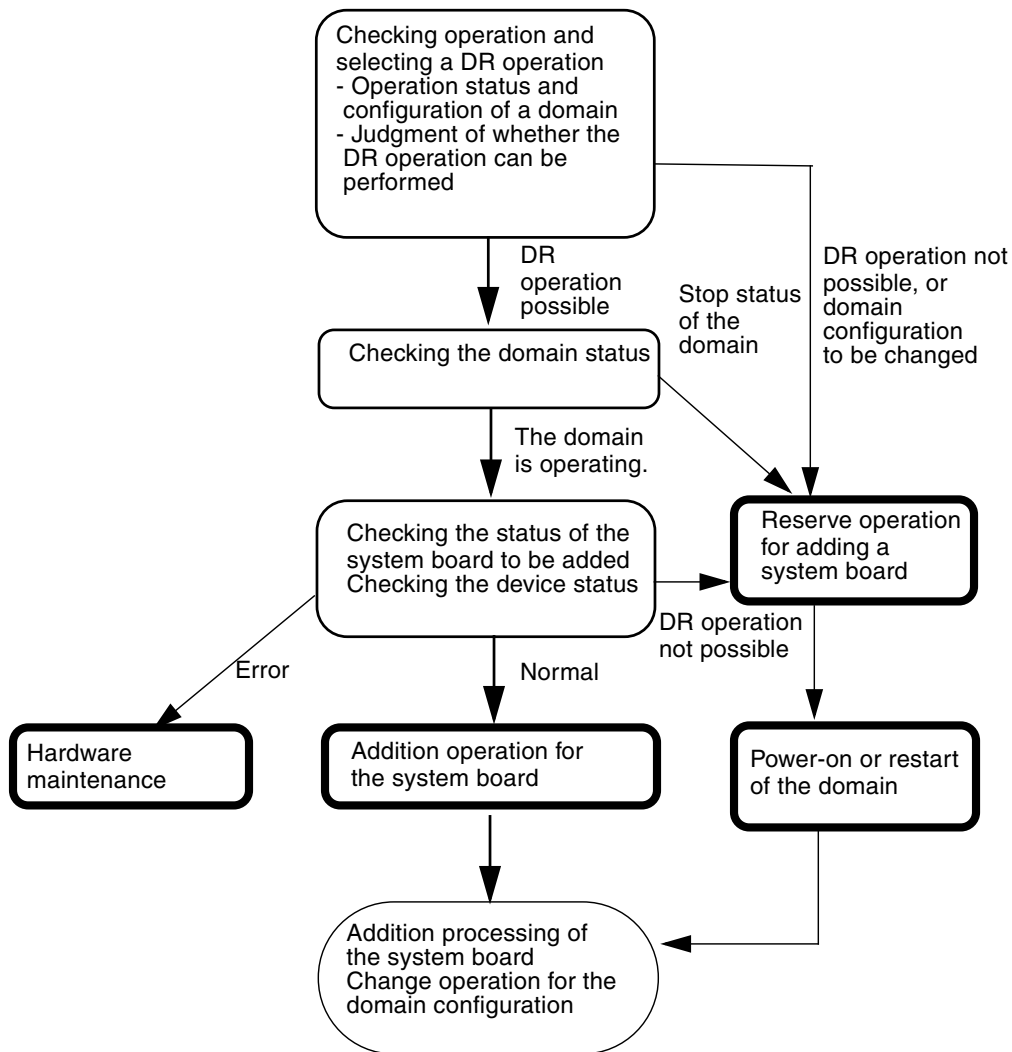 Checking operation and
selecting a DR operation
- Operation status and
configuration of a domain
- Judgment of whether the
DR operation can be
performed
DR
operation
possible
Stop status
of the
domain
DR operation not
possible, or
domain
configuration
to be changed
Checking the domain status
The domain
is operating.
Checking the status of the
system board to be added
Checking the device status
Reserve operation
for adding a
system board
DR operation
not possible
Error
Normal
Hardware
maintenance
Addition operation for
the system board
Power-on or restart
of the domain
Addition processing of
the system board
Change operation for the
domain configuration